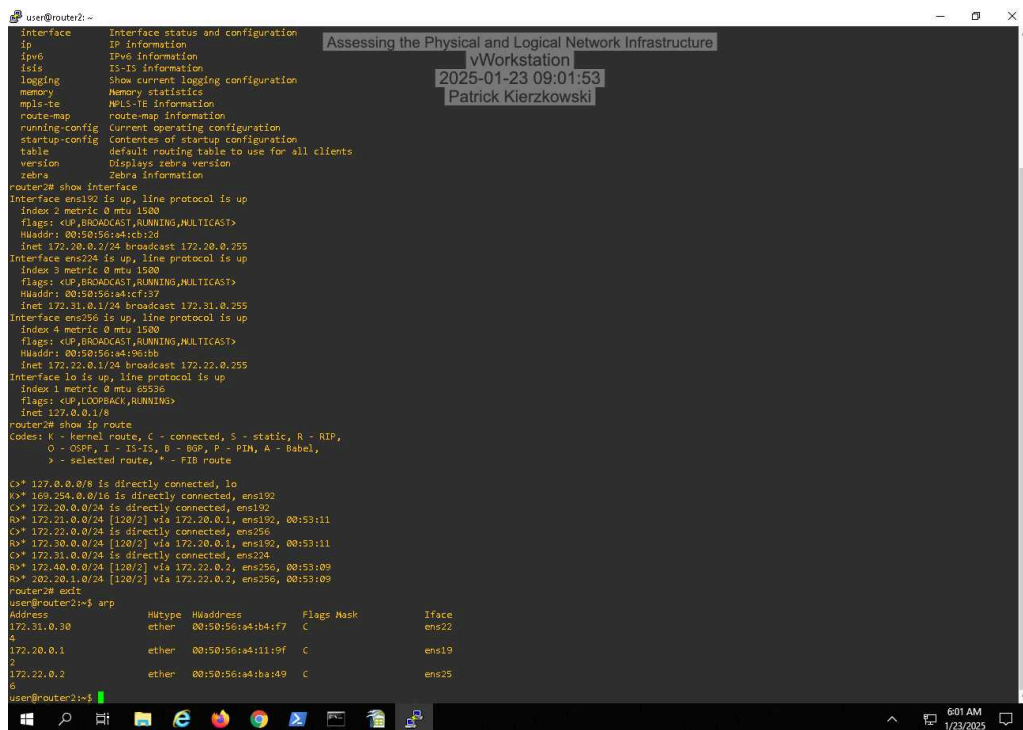 user@router2: ~
Assessing the Physical and Logical Network Infrastructure
vWorkstation
2025-01-23 09:01:53
Patrick Kierzkowski
interface Interface status and configuration
ip IP information
ipv6 IPv6 information
isis IS-IS information
logging Show current logging configuration
memory Memory statistics
mpls-te MPLS-TE information
route-map route-map information
running-config Current operating configuration
startup-config Contentes of startup configuration
table default routing table to use for all clients
version Displays zebra version
zebra Zebra information
router2# show interface
Interface ens192 is up, line protocol is up
index 2 metric 0 mtu 1500
flags: <UP,BROADCAST,RUNNING,MULTICAST>
HWaddr: 00:50:56:a4:cb:2d
inet 172.20.0.2/24 broadcast 172.20.0.255
Interface ens224 is up, line protocol is up
index 3 metric 0 mtu 1500
flags: <UP,BROADCAST,RUNNING,MULTICAST>
HWaddr: 00:50:56:a4:cf:37
inet 172.31.0.1/24 broadcast 172.31.0.255
Interface ens256 is up, line protocol is up
index 4 metric 0 mtu 1500
flags: <UP,BROADCAST,RUNNING,MULTICAST>
HWaddr: 00:50:56:a4:96:bb
inet 172.22.0.1/24 broadcast 172.22.0.255
Interface lo is up, line protocol is up
index 1 metric 0 mtu 65536
flags: <UP,LOOPBACK,RUNNING>
inet 127.0.0.1/8
router2# show ip route
Codes: K - kernel route, C - connected, S - static, R - RIP,
O - OSPF, I - IS-IS, B - BGP, P - PIM, A - Babel,
> - selected route, * - FIB route
C>* 127.0.0.0/8 is directly connected, lo
K>* 169.254.0.0/16 is directly connected, ens192
C>* 172.20.0.0/24 is directly connected, ens192
R>* 172.21.0.0/24 [120/2] via 172.20.0.1, ens192, 00:53:11
C>* 172.22.0.0/24 is directly connected, ens256
R>* 172.30.0.0/24 [120/2] via 172.20.0.1, ens192, 00:53:11
C>* 172.31.0.0/24 is directly connected, ens224
R>* 172.40.0.0/24 [120/2] via 172.22.0.2, ens256, 00:53:09
R>* 202.20.1.0/24 [120/2] via 172.22.0.2, ens256, 00:53:09
router2# exit
user@router2:~$ arp
Address HWtype HWaddress Flags Mask Iface
172.31.0.30 ether 00:50:56:a4:b4:f7 C ens22
4
172.20.0.1 ether 00:50:56:a4:11:9f C ens19
2
172.22.0.2 ether 00:50:56:a4:ba:49 C ens25
6
user@router2:~$
6:01 AM
1/23/2025